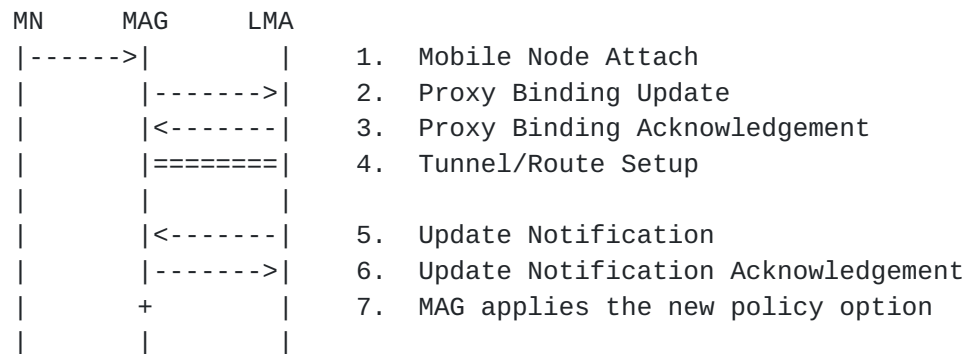 MN      MAG      LMA
|------>|        |    1.  Mobile Node Attach
|       |------->|    2.  Proxy Binding Update
|       |<-------|    3.  Proxy Binding Acknowledgement
|       |========|    4.  Tunnel/Route Setup
|       |        |
|       |<-------|    5.  Update Notification
|       |------->|    6.  Update Notification Acknowledgement
|       +        |    7.  MAG applies the new policy option
|       |        |